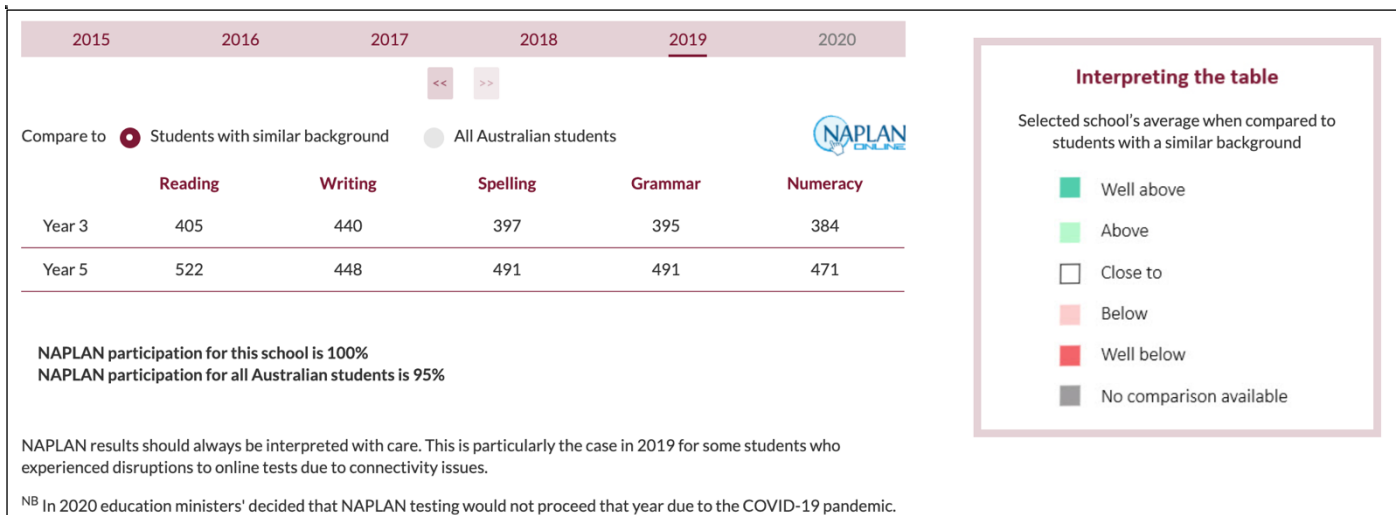 2015 2016 2017 2018 2019 2020
<< >>
Compare to Students with similar background All Australian students
NAPLAN
ONLINE
Reading Writing Spelling Grammar Numeracy
Year 3 405 440 397 395 384
Year 5 522 448 491 491 471
NAPLAN participation for this school is 100%
NAPLAN participation for all Australian students is 95%
NAPLAN results should always be interpreted with care. This is particularly the case in 2019 for some students who
experienced disruptions to online tests due to connectivity issues.
NB In 2020 education ministers' decided that NAPLAN testing would not proceed that year due to the COVID-19 pandemic.
Interpreting the table
Selected school's average when compared to
students with a similar background
Well above
Above
Close to
Below
Well below
No comparison available